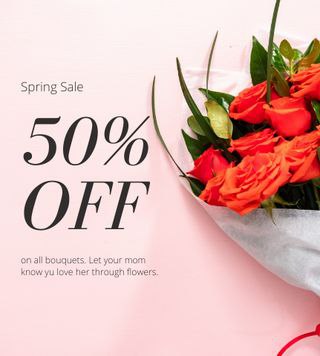 Spring Sale
50%
OFF
on all bouquets. Let your mom
know yu love her through flowers.